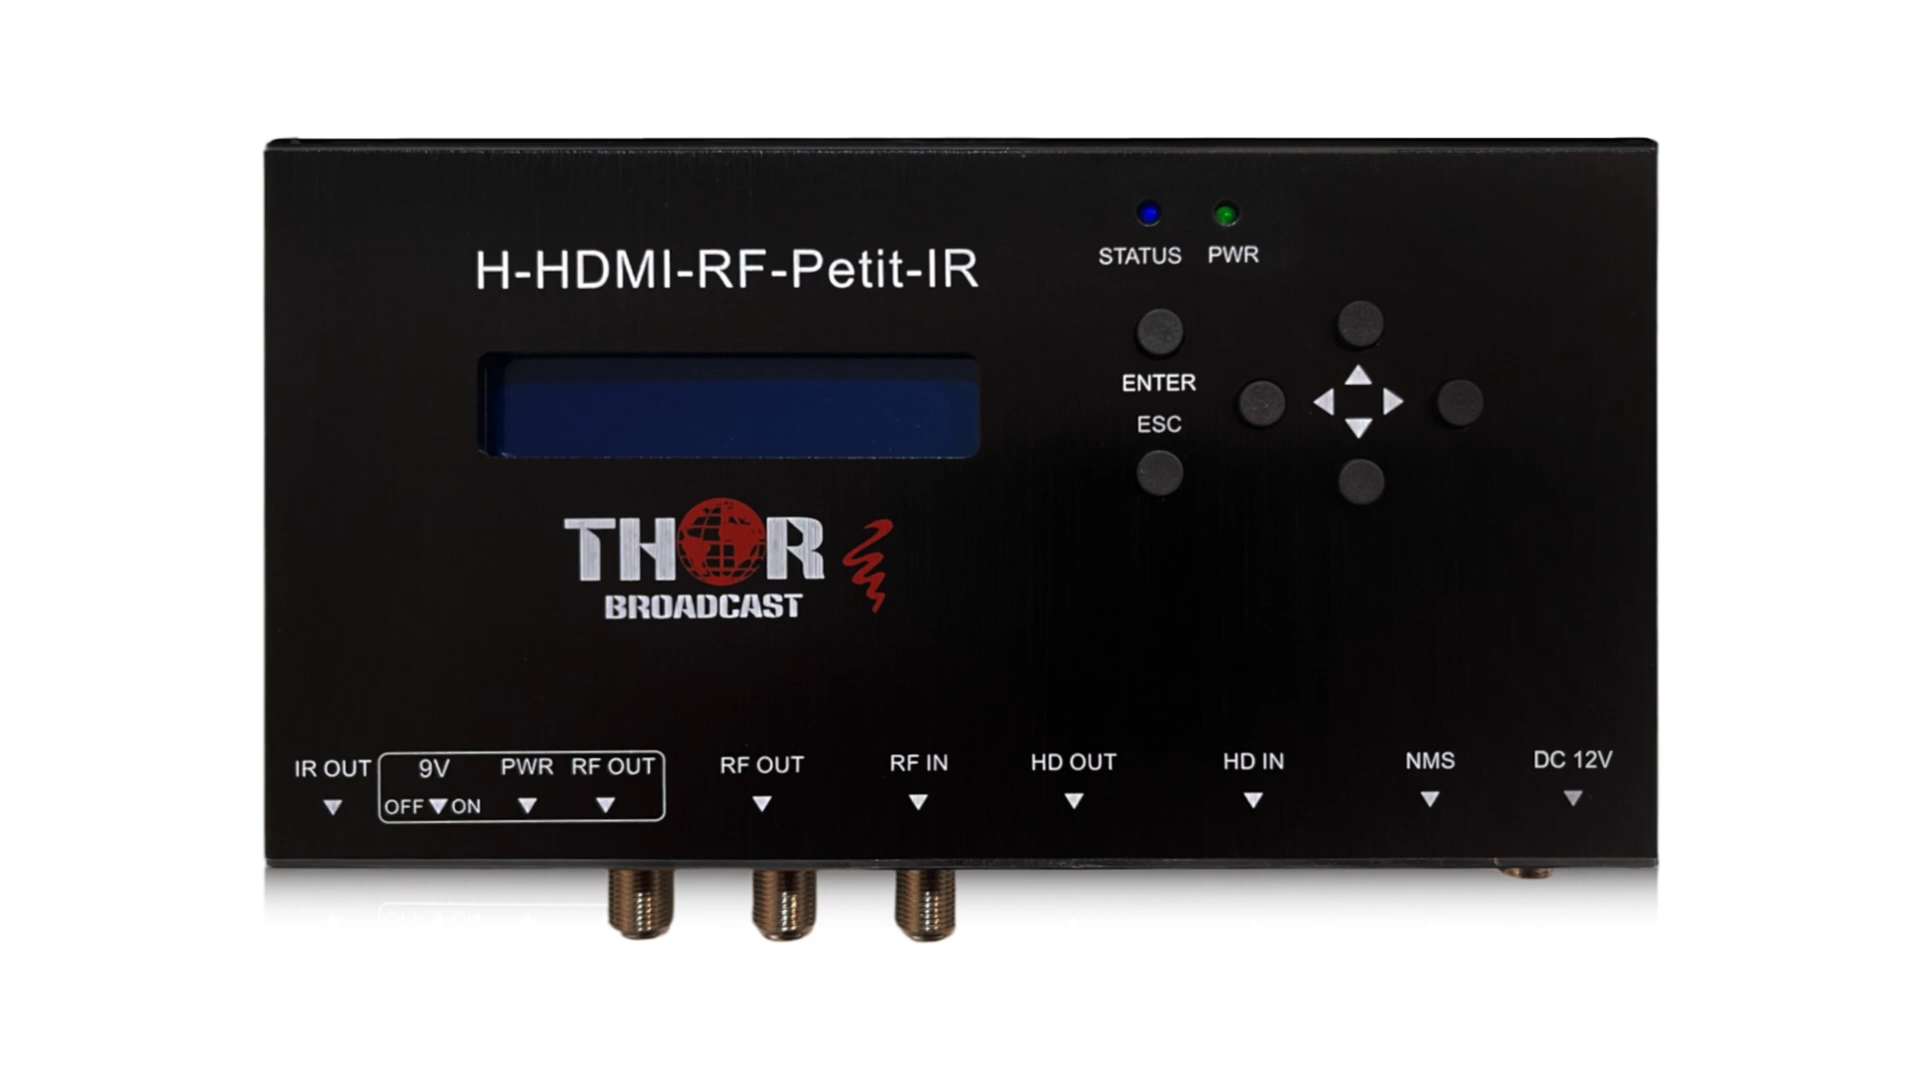 STATUS PWR
H-HDMI-RF-Petit-IR
ENTER
ESC
THOR
BROADCAST
IR OUT 9V PWR RF OUT RF OUT RF IN HD OUT HD IN NMS DC 12V
OFF ON